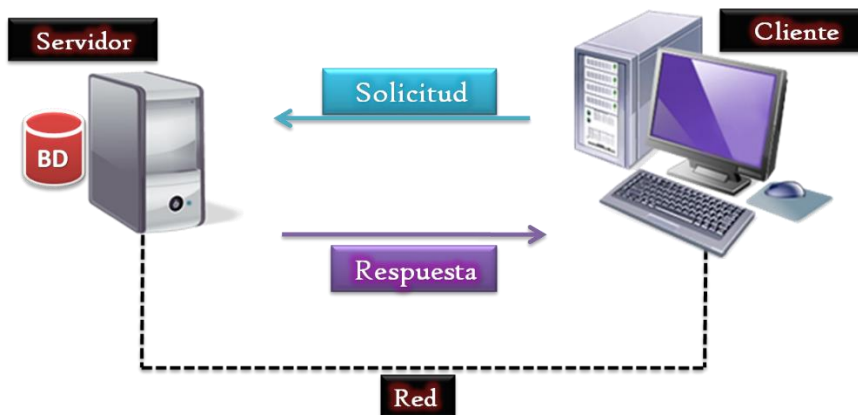 Servidor
Cliente
Solicitud
BD
Respuesta
Red